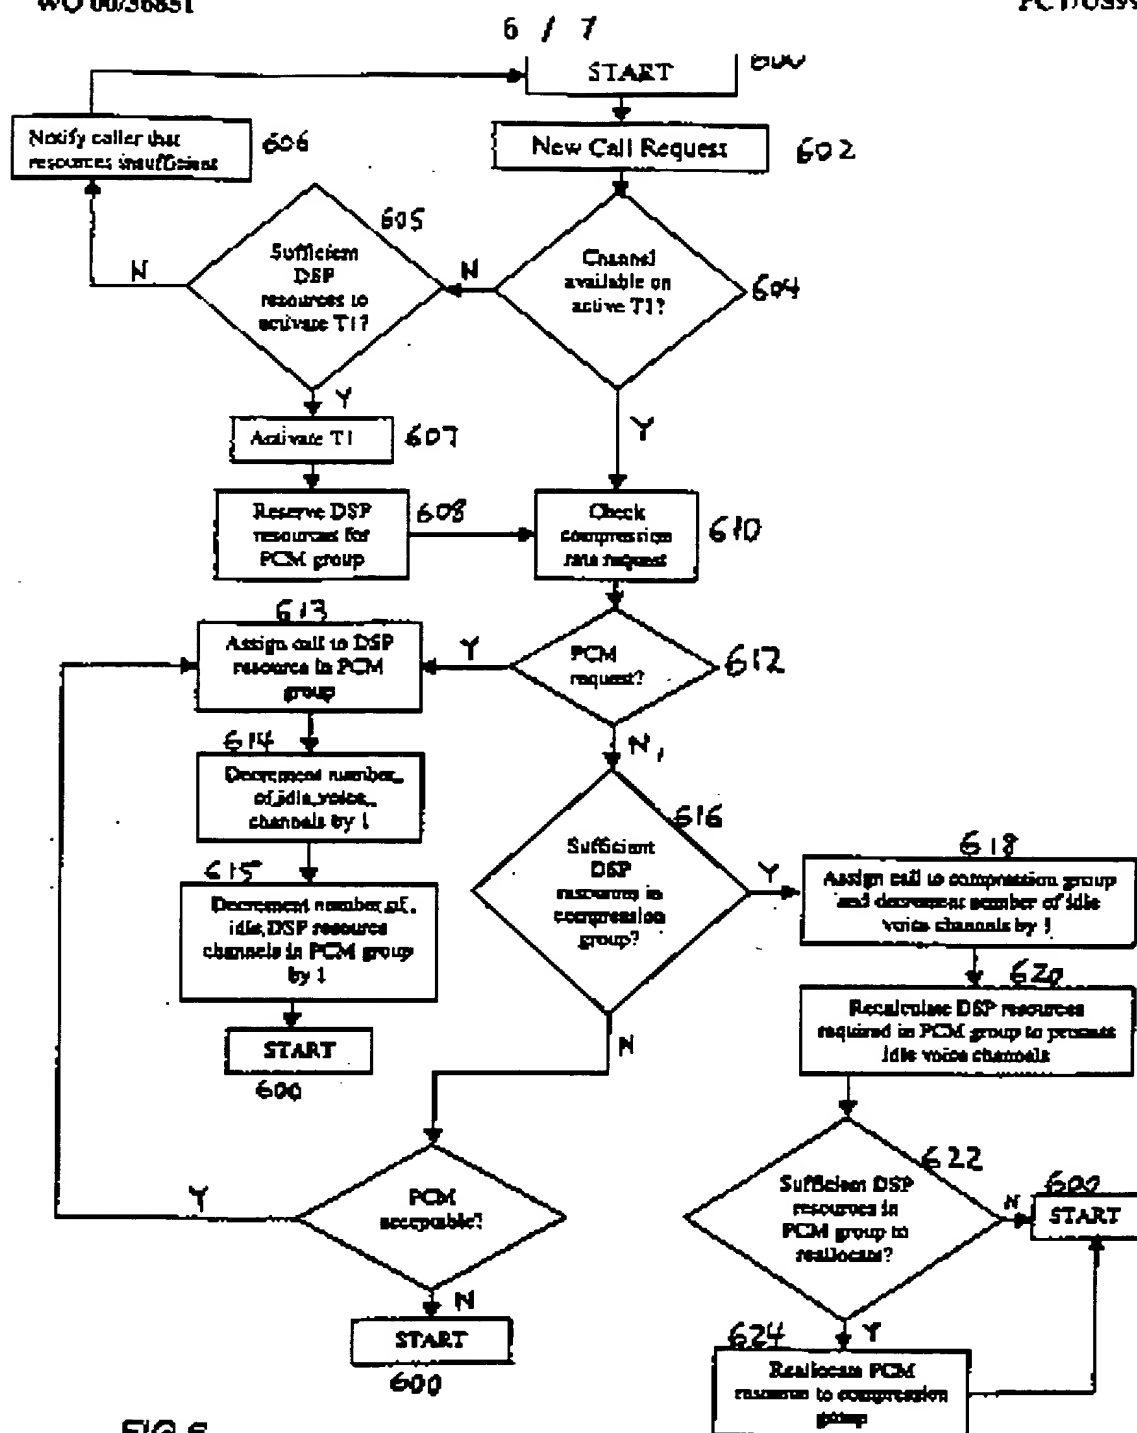 WO 00/36851
6 / 7
START
600
New Call Request
602
Notify caller that
resources insufficient
606
605
Sufficient
DSP
resources to
activate T1?
N
N
Channel
available on
active T1?
604
Y
Activate T1
607
Y
Reserve DSP
resources for
PCM group
608
Check
compression
rate request
610
613
Assign call to DSP
resource in PCM
group
Y
PCM
request?
612
N
614
Decrement number
of idle voice
channels by 1
615
Decrement number of
idle DSP resource
channels in PCM group
by 1
START
600
616
Sufficient
DSP
resources in
compression
group?
Y
N
618
Assign call to compression group
and decrement number of idle
voice channels by 1
620
Recalculate DSP resources
required in PCM group to process
idle voice channels
622
Sufficient DSP
resources in
PCM group to
reallocate?
N
600
START
Y
PCM
acceptable?
Y
N
START
600
624
Reallocate PCM
resource to compression
group